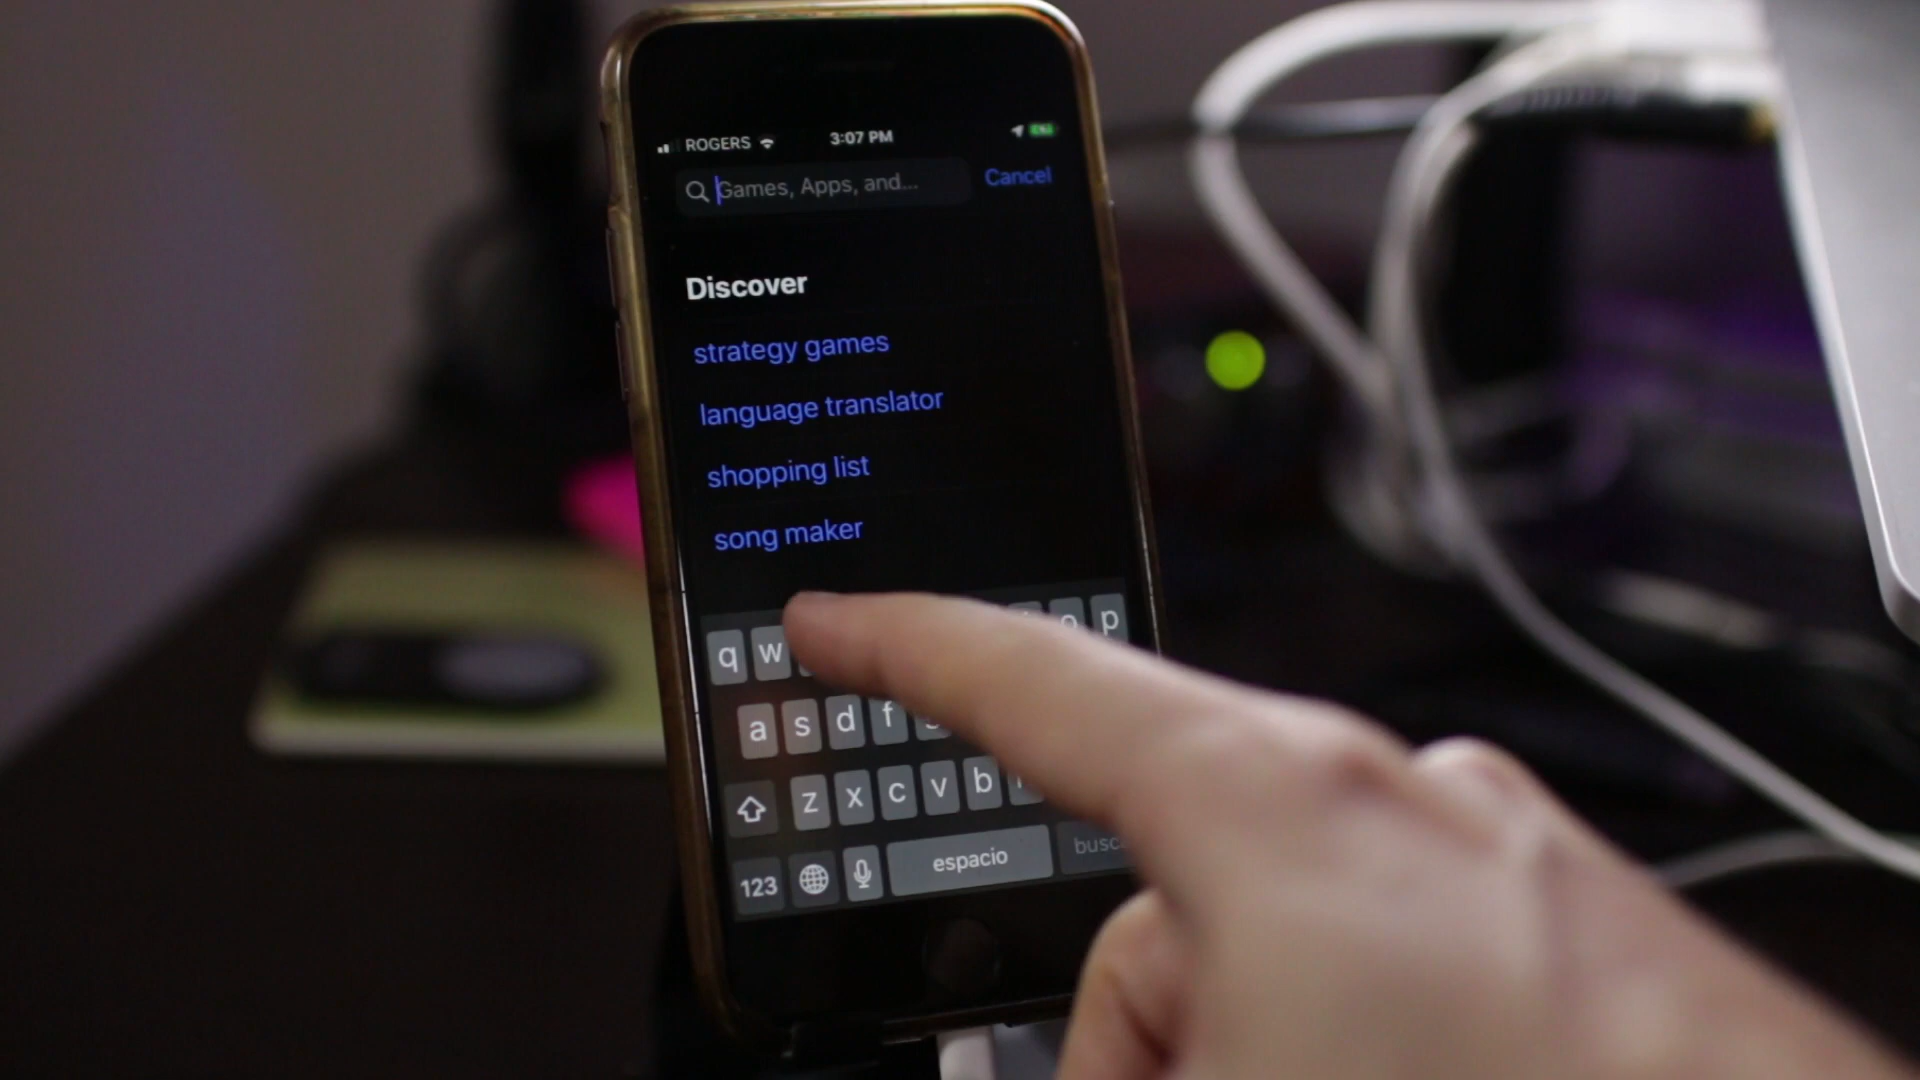 ROGERS 3:07 PM
Games, Apps, and... Cancel
Discover
strategy games
language translator
shopping list
song maker
q w o p
a s d f
z x c v b
123 espacio